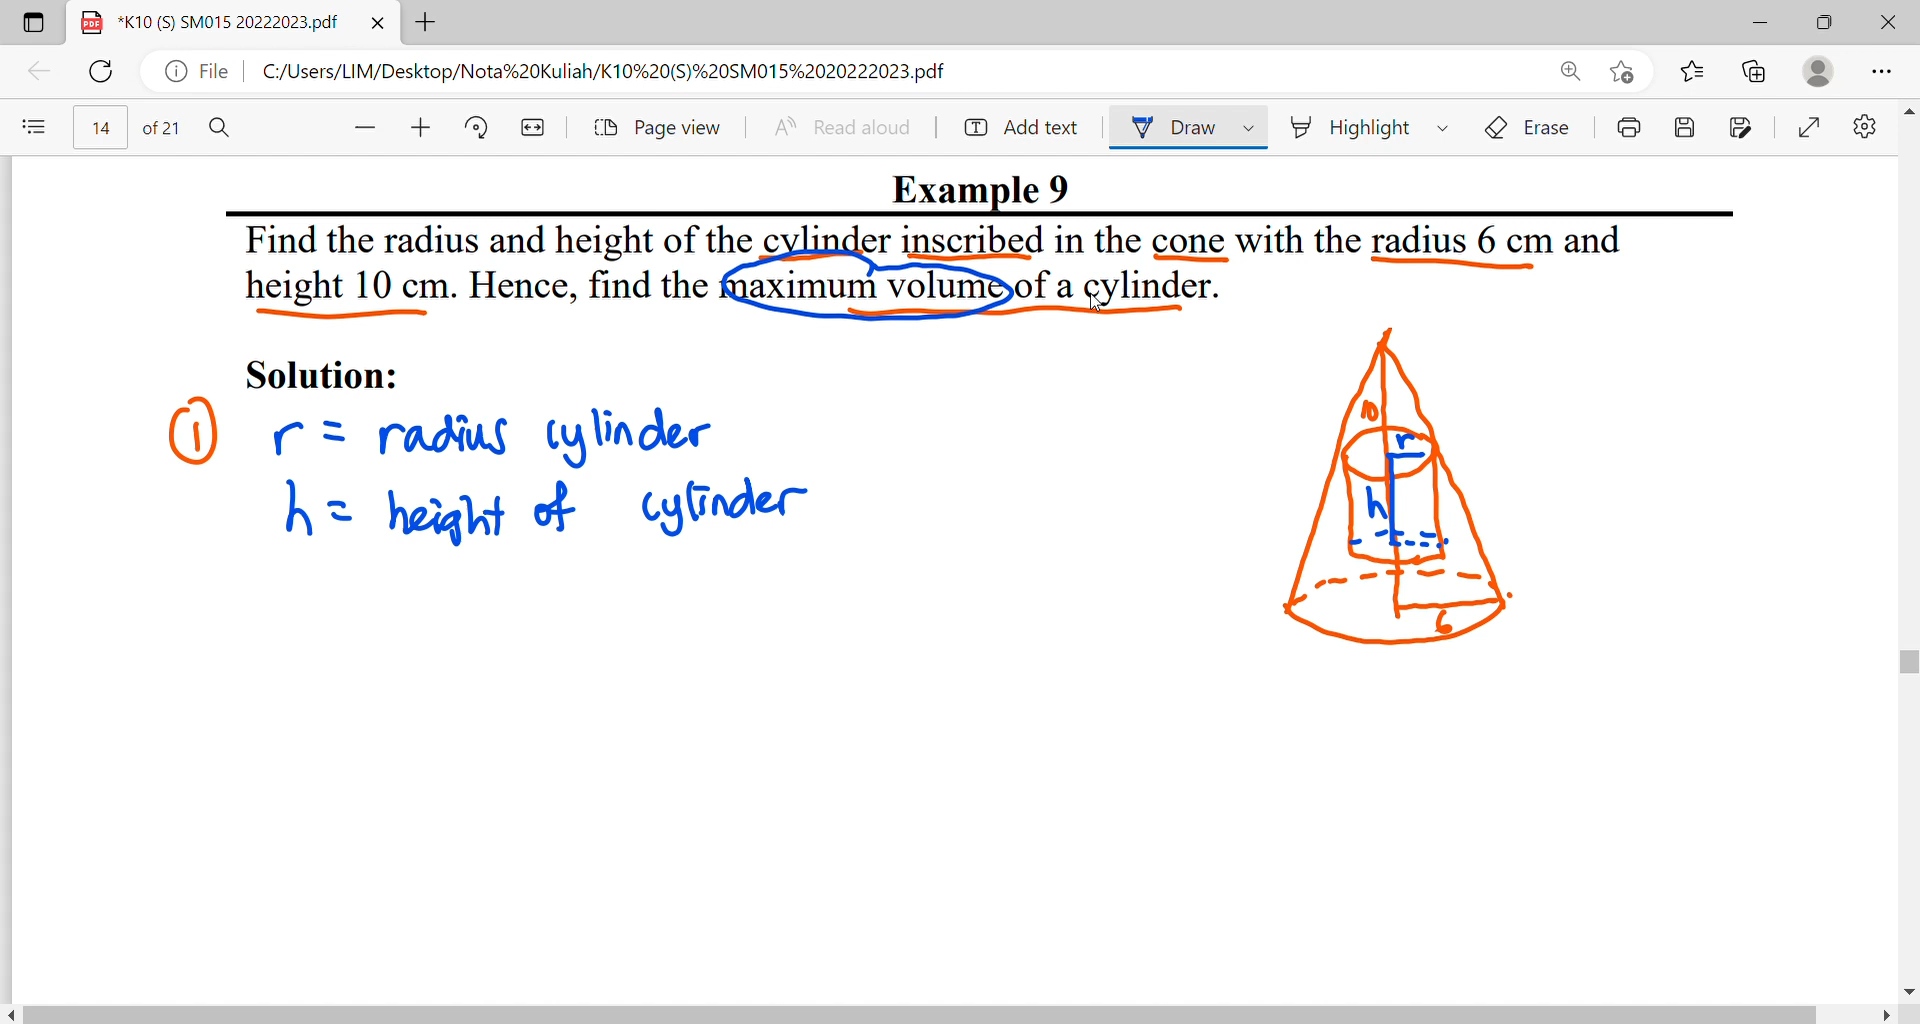 *K10 (S) SM015 20222023.pdf
File C:/Users/LIM/Desktop/Nota%20Kuliah/K10%20(S)%20SM015%2020222023.pdf
14 of 21 Page view Read aloud Add text Draw Highlight Erase
Example 9
Find the radius and height of the cylinder inscribed in the cone with the radius 6 cm and
height 10 cm. Hence, find the maximum volume of a cylinder.
Solution:
1 r = radius cylinder
h = height of cylinder
10
r
h
6